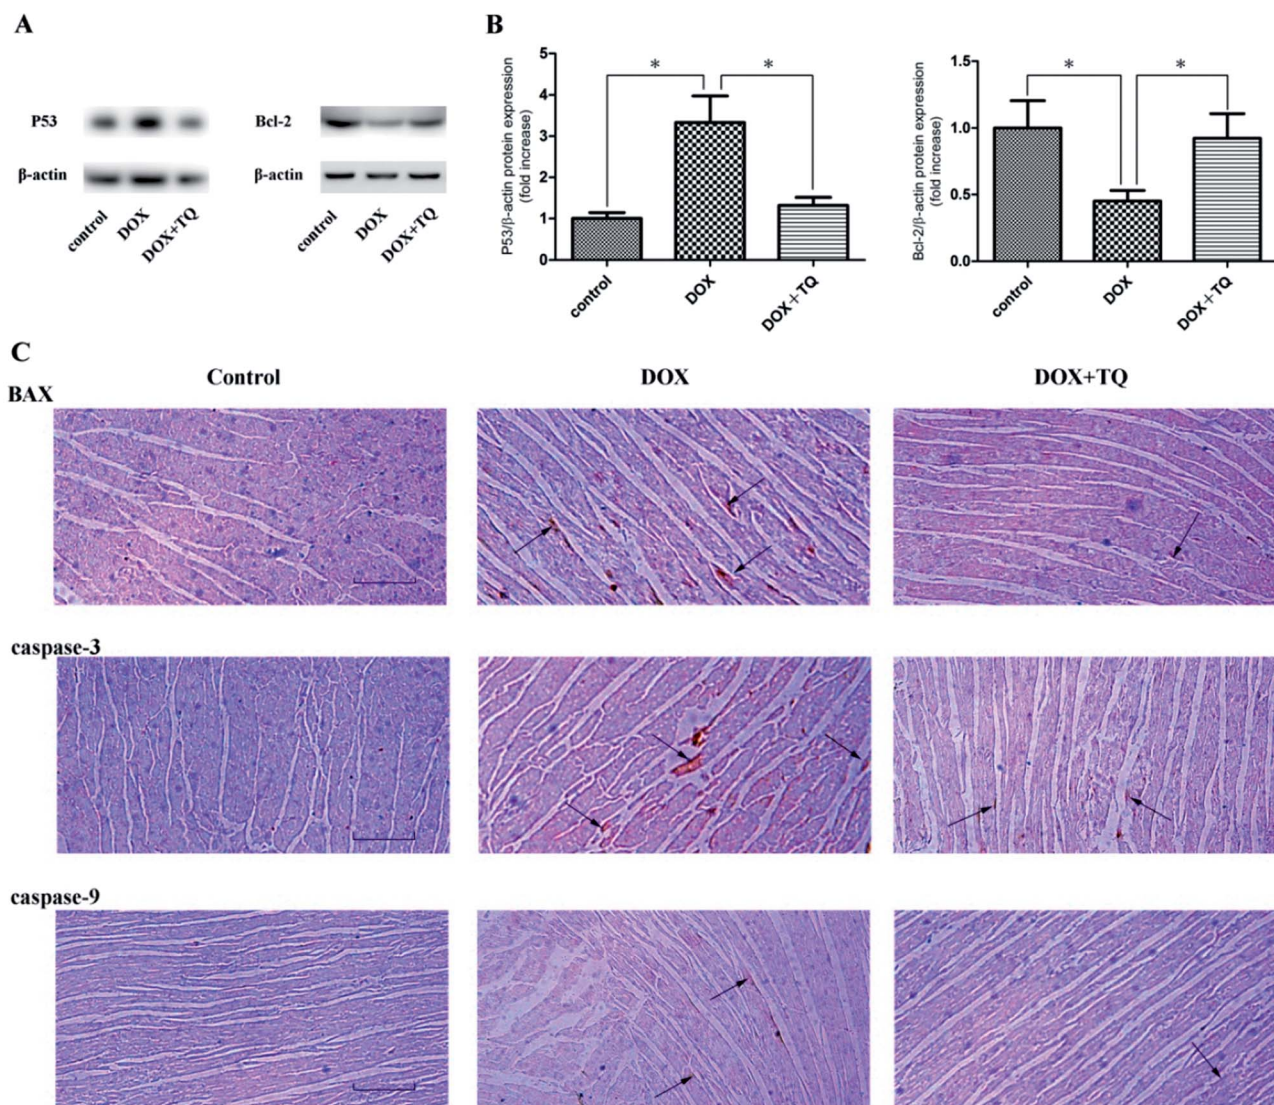 A
P53
β-actin
control
DOX
DOX+TQ
Bcl-2
β-actin
control
DOX
DOX+TQ
B
P53/β-actin protein expression
(fold increase)
5
4
3
2
1
0
*
*
control
DOX
DOX+TQ
Bcl-2/β-actin protein expression
(fold increase)
1.5
1.0
0.5
0.0
*
*
control
DOX
DOX+TQ
C
Control
DOX
DOX+TQ
BAX
caspase-3
caspase-9